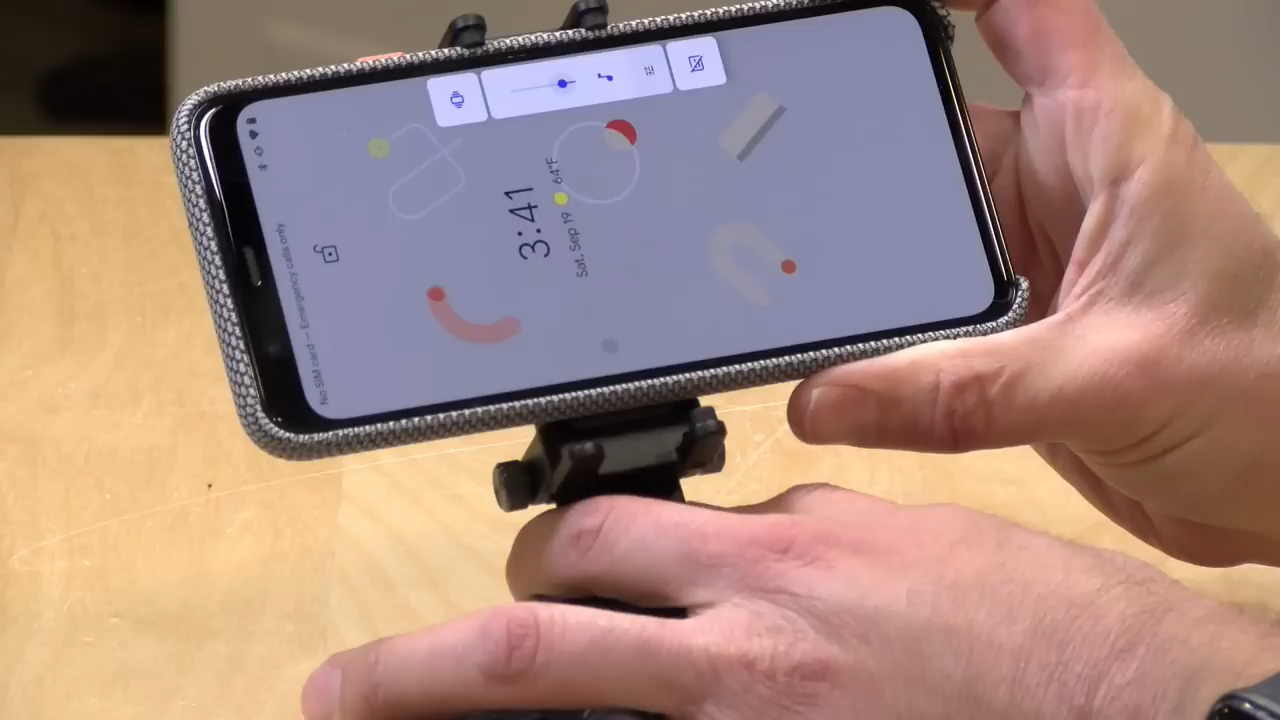 No SIM card — Emergency calls only
3:41
Sat, Sep 19 64°F